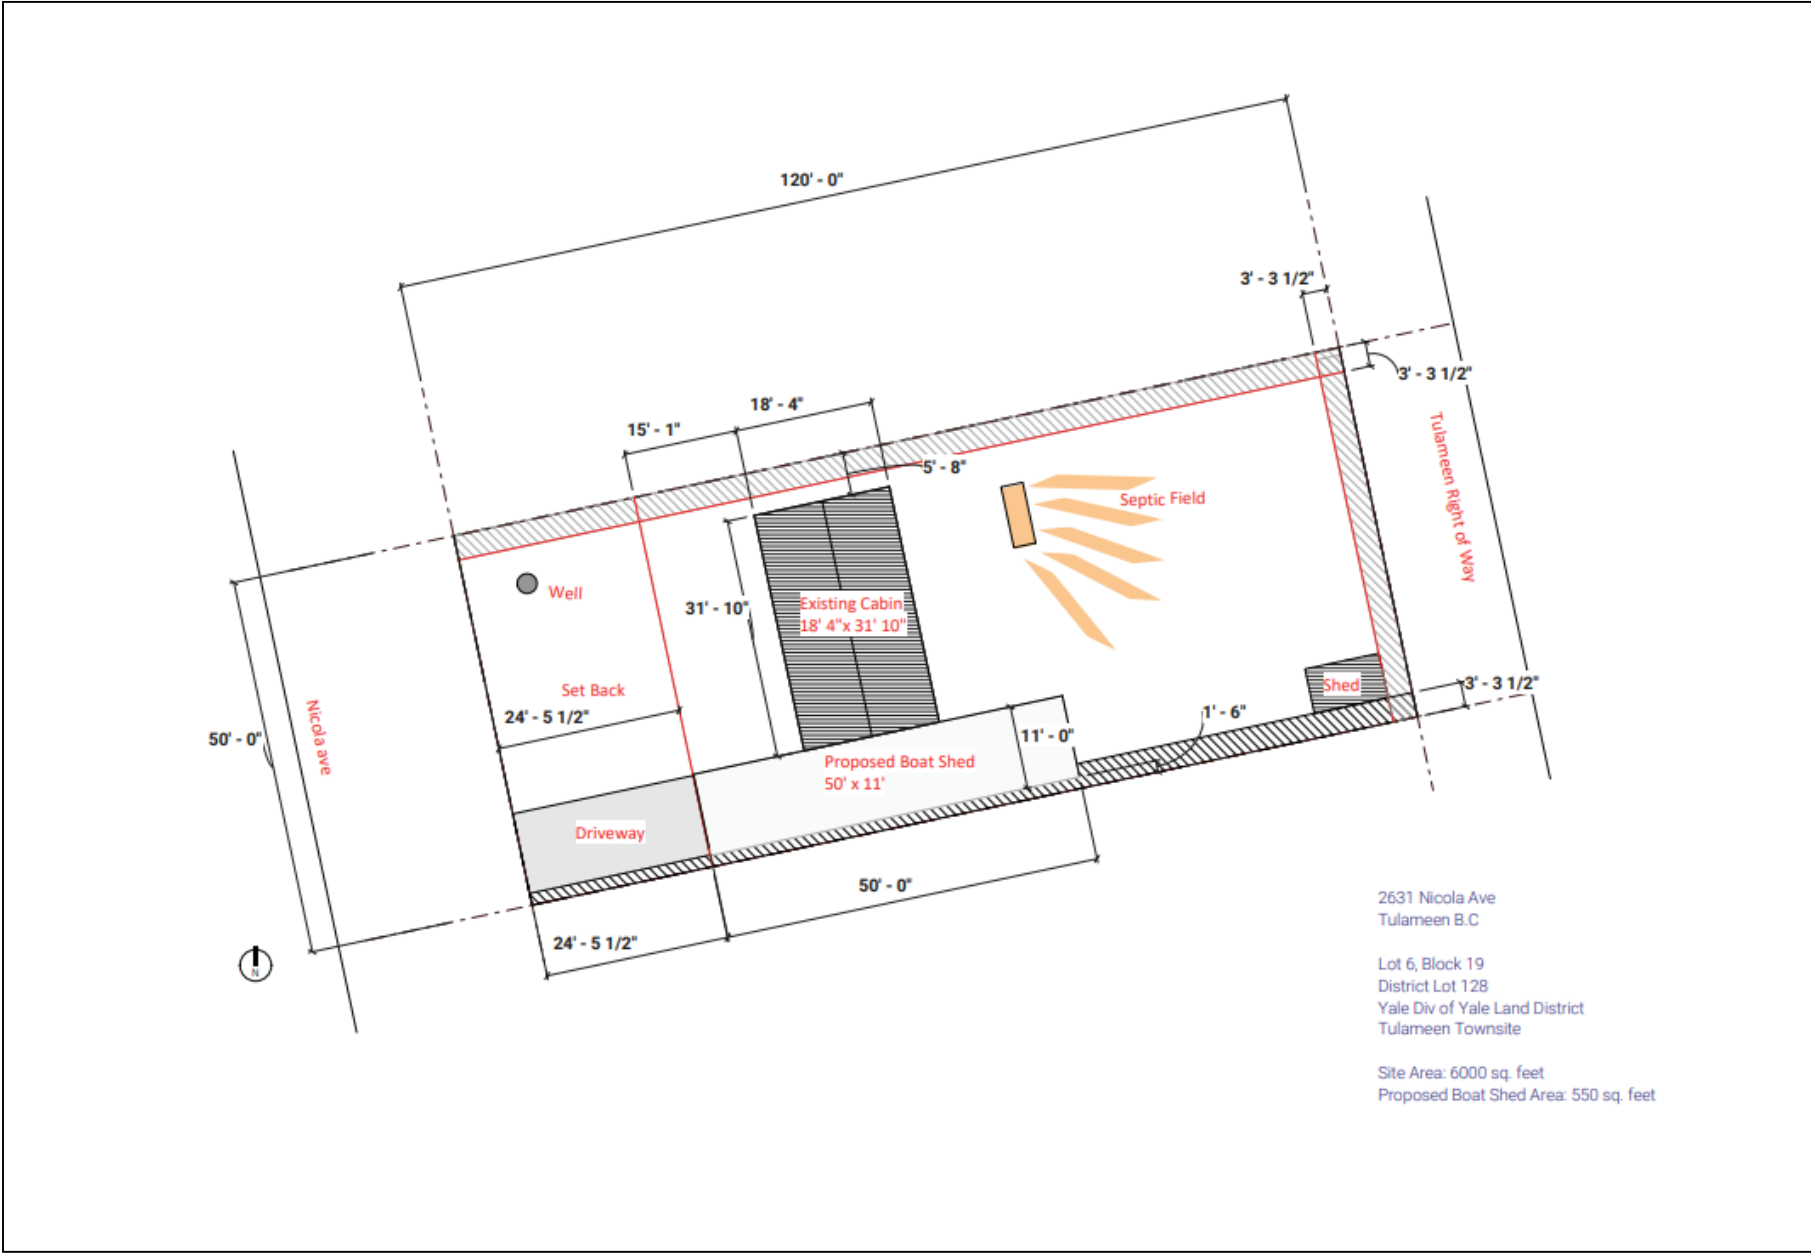 120' - 0"
3' - 3 1/2"
3' - 3 1/2"
18' - 4"
15' - 1"
5' - 8"
Tulameen Right of Way
Septic Field
Well
31' - 10"
Existing Cabin
18' 4"x 31' 10"
Set Back
24' - 5 1/2"
Shed
3' - 3 1/2"
1' - 6"
Nicola ave
50' - 0"
11' - 0"
Proposed Boat Shed
50' x 11'
Driveway
50' - 0"
24' - 5 1/2"
N
2631 Nicola Ave
Tulameen B.C
Lot 6, Block 19
District Lot 128
Yale Div of Yale Land District
Tulameen Townsite
Site Area: 6000 sq. feet
Proposed Boat Shed Area: 550 sq. feet